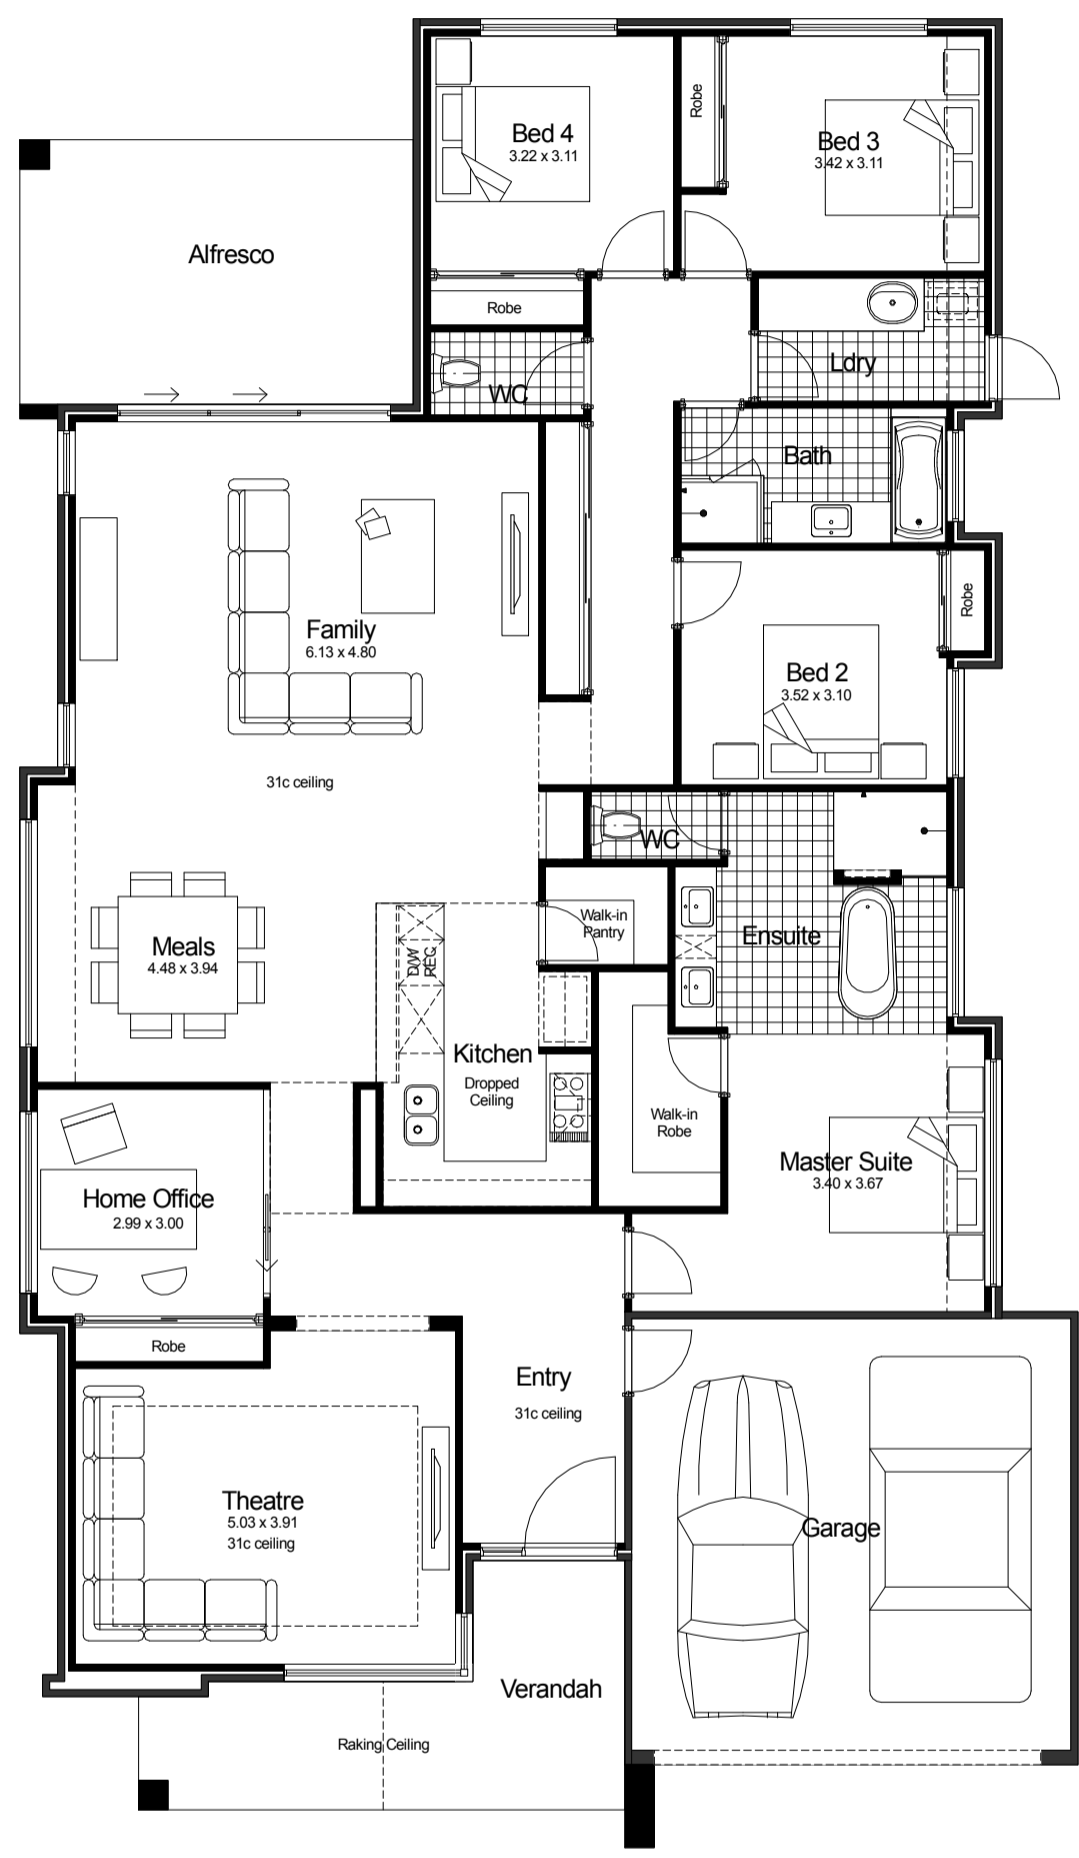 Bed 4
3.22 x 3.11
Robe
Bed 3
3.42 x 3.11
Alfresco
Robe
WC
Ldry
Bath
Family
6.13 x 4.80
Robe
Bed 2
3.52 x 3.10
31c ceiling
WC
Walk-in
Pantry
Ensuite
Meals
4.48 x 3.94
D/W
REC
Kitchen
Dropped
Ceiling
Walk-in
Robe
Master Suite
3.40 x 3.67
Home Office
2.99 x 3.00
Robe
Entry
31c ceiling
Theatre
5.03 x 3.91
31c ceiling
Garage
Verandah
Raking Ceiling